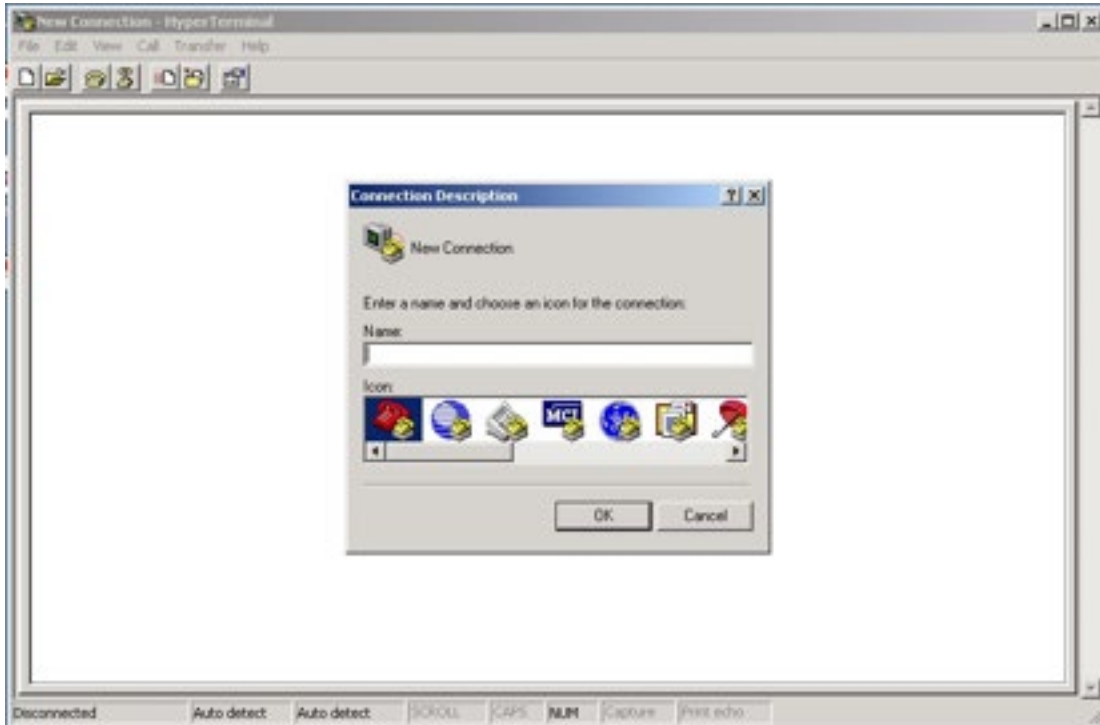 New Connection - HyperTerminal
File Edit View Call Transfer Help
Connection Description
New Connection
Enter a name and choose an icon for the connection:
Name:
Icon:
MCI
OK Cancel
Disconnected Auto detect Auto detect SCROLL CAPS NUM Capture Print echo